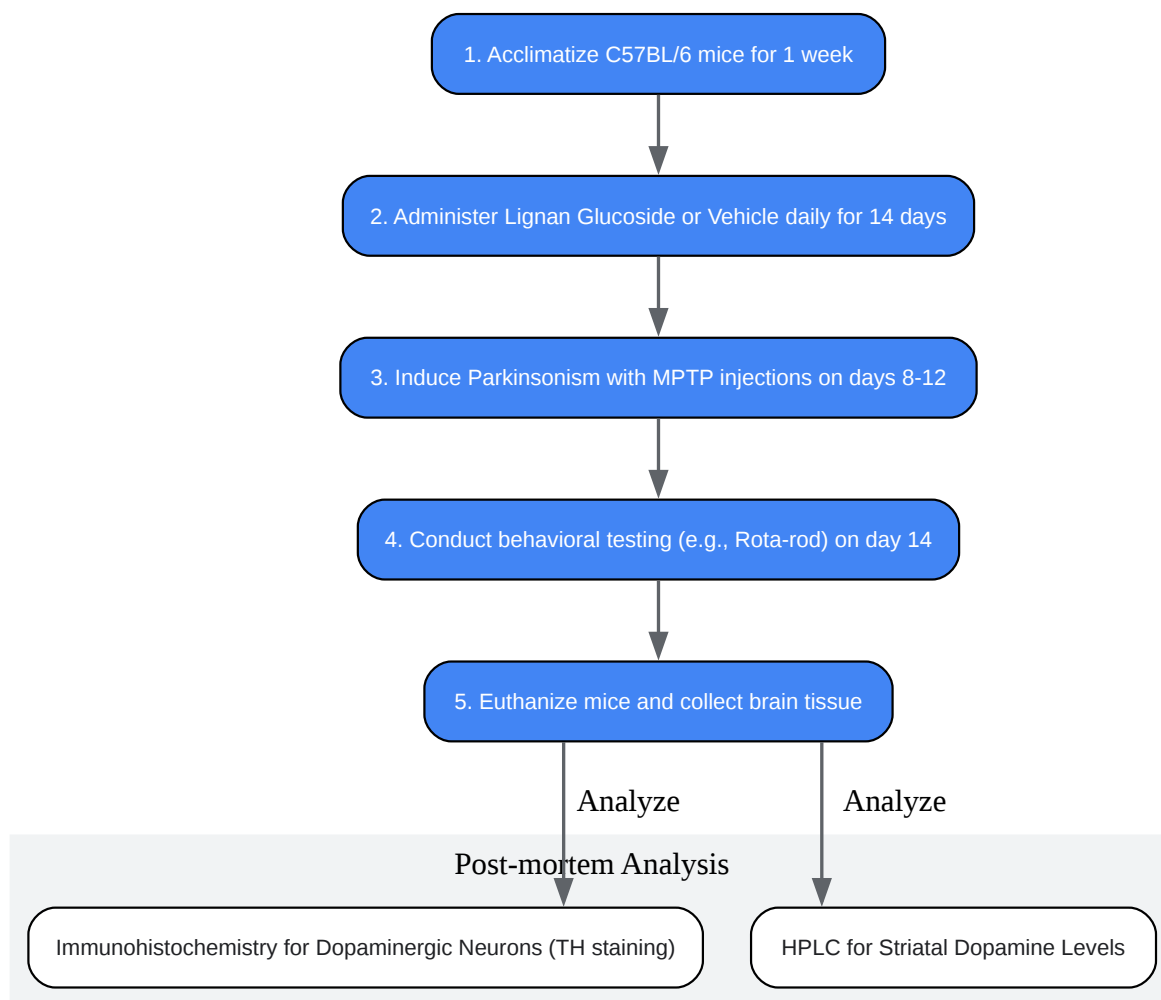 1. Acclimatize C57BL/6 mice for 1 week
2. Administer Lignan Glucoside or Vehicle daily for 14 days
3. Induce Parkinsonism with MPTP injections on days 8-12
4. Conduct behavioral testing (e.g., Rota-rod) on day 14
5. Euthanize mice and collect brain tissue
Analyze
Analyze
Post-mortem Analysis
Immunohistochemistry for Dopaminergic Neurons (TH staining)
HPLC for Striatal Dopamine Levels